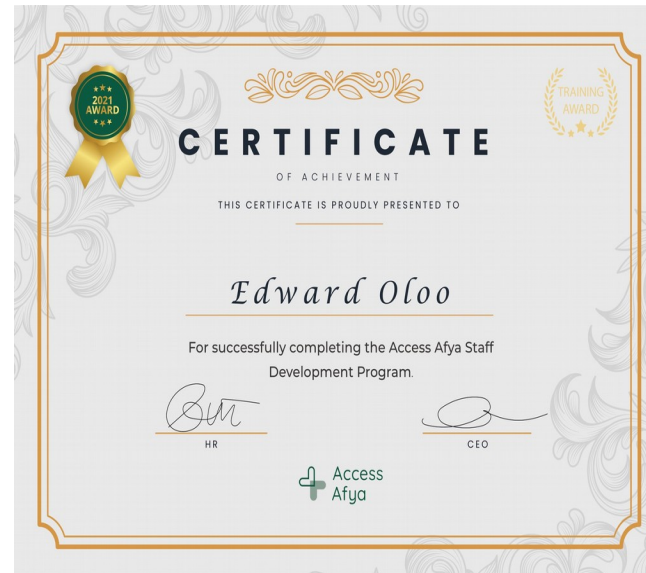 2021
AWARD
TRAINING
AWARD
CERTIFICATE
OF ACHIEVEMENT
THIS CERTIFICATE IS PROUDLY PRESENTED TO
Edward Oloo
For successfully completing the Access Afya Staff
Development Program.
HR
CEO
Access
Afya